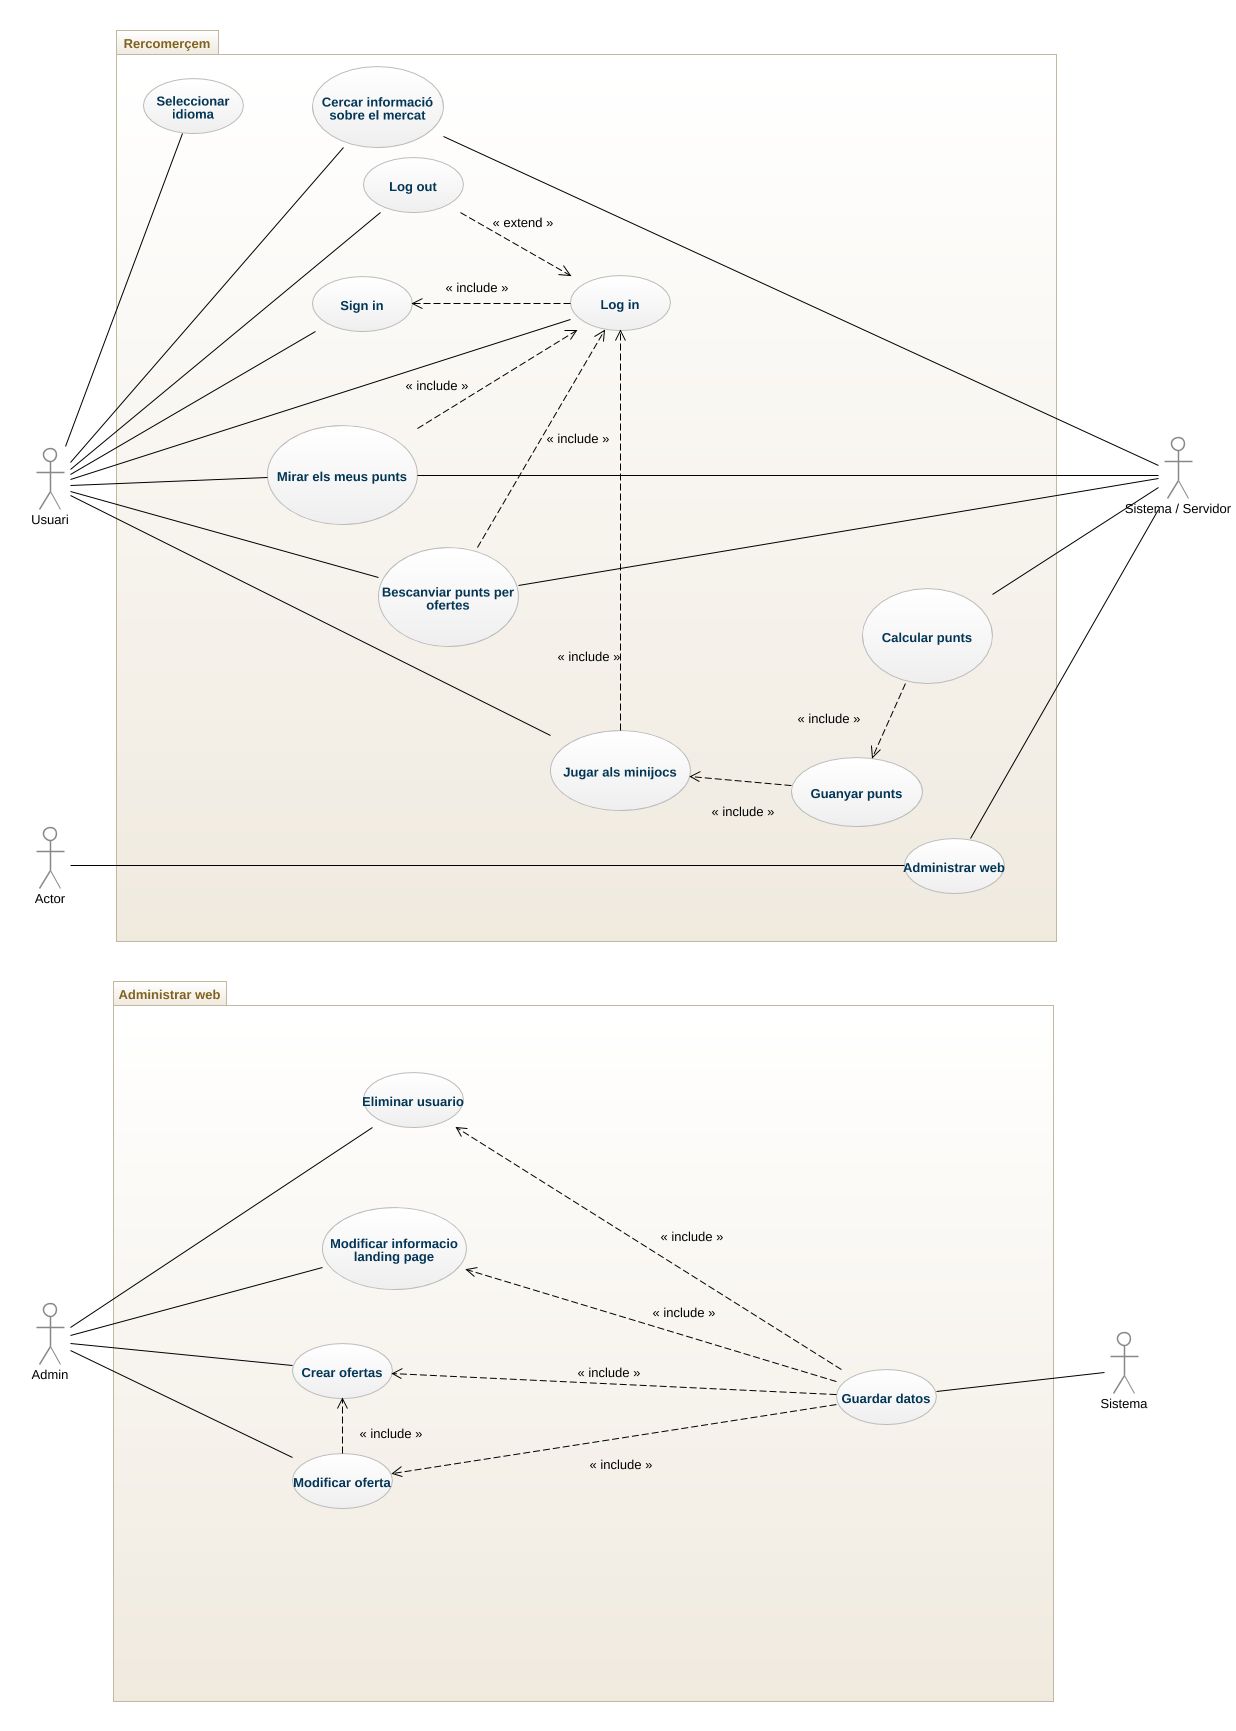 Rercomerçem
Seleccionar
idioma
Cercar informació
sobre el mercat
Log out
« extend »
Sign in
« include »
Log in
« include »
« include »
Mirar els meus punts
Usuari
Sistema / Servidor
Bescanviar punts per
ofertes
Calcular punts
« include »
« include »
Jugar als minijocs
Guanyar punts
« include »
Administrar web
Actor
Administrar web
Eliminar usuario
« include »
Modificar informacio
landing page
« include »
Crear ofertas
« include »
Admin
Guardar datos
Sistema
« include »
« include »
Modificar oferta